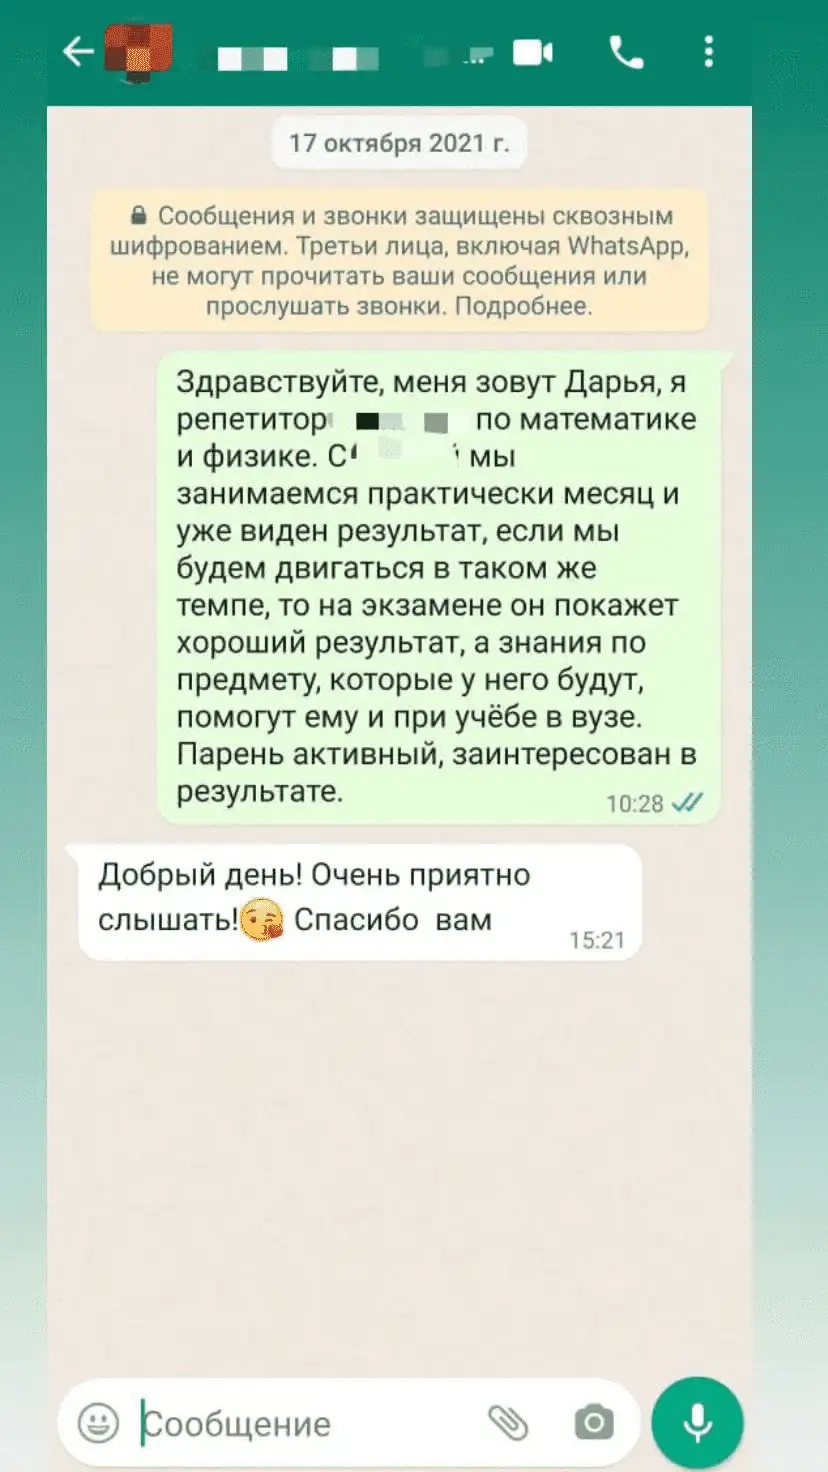 17 октября 2021 г.
Сообщения и звонки защищены сквозным
шифрованием. Третьи лица, включая WhatsApp,
не могут прочитать ваши сообщения или
прослушать звонки. Подробнее.
Здравствуйте, меня зовут Дарья, я
репетитор по математике
и физике. С мы
занимаемся практически месяц и
уже виден результат, если мы
будем двигаться в таком же
темпе, то на экзамене он покажет
хороший результат, а знания по
предмету, которые у него будут,
помогут ему и при учёбе в вузе.
Парень активный, заинтересован в
результате.
10:28
Добрый день! Очень приятно
слышать!😘 Спасибо вам
15:21
Сообщение